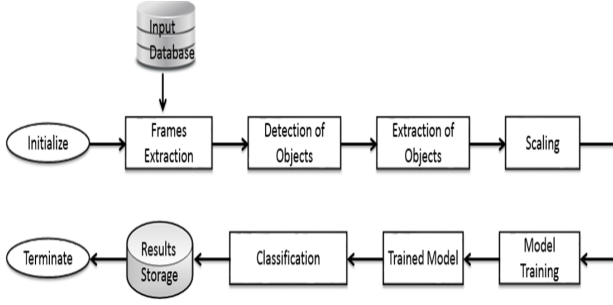 Input
Database
Initialize
Frames
Extraction
Detection of
Objects
Extraction of
Objects
Scaling
Model
Training
Trained Model
Classification
Results
Storage
Terminate